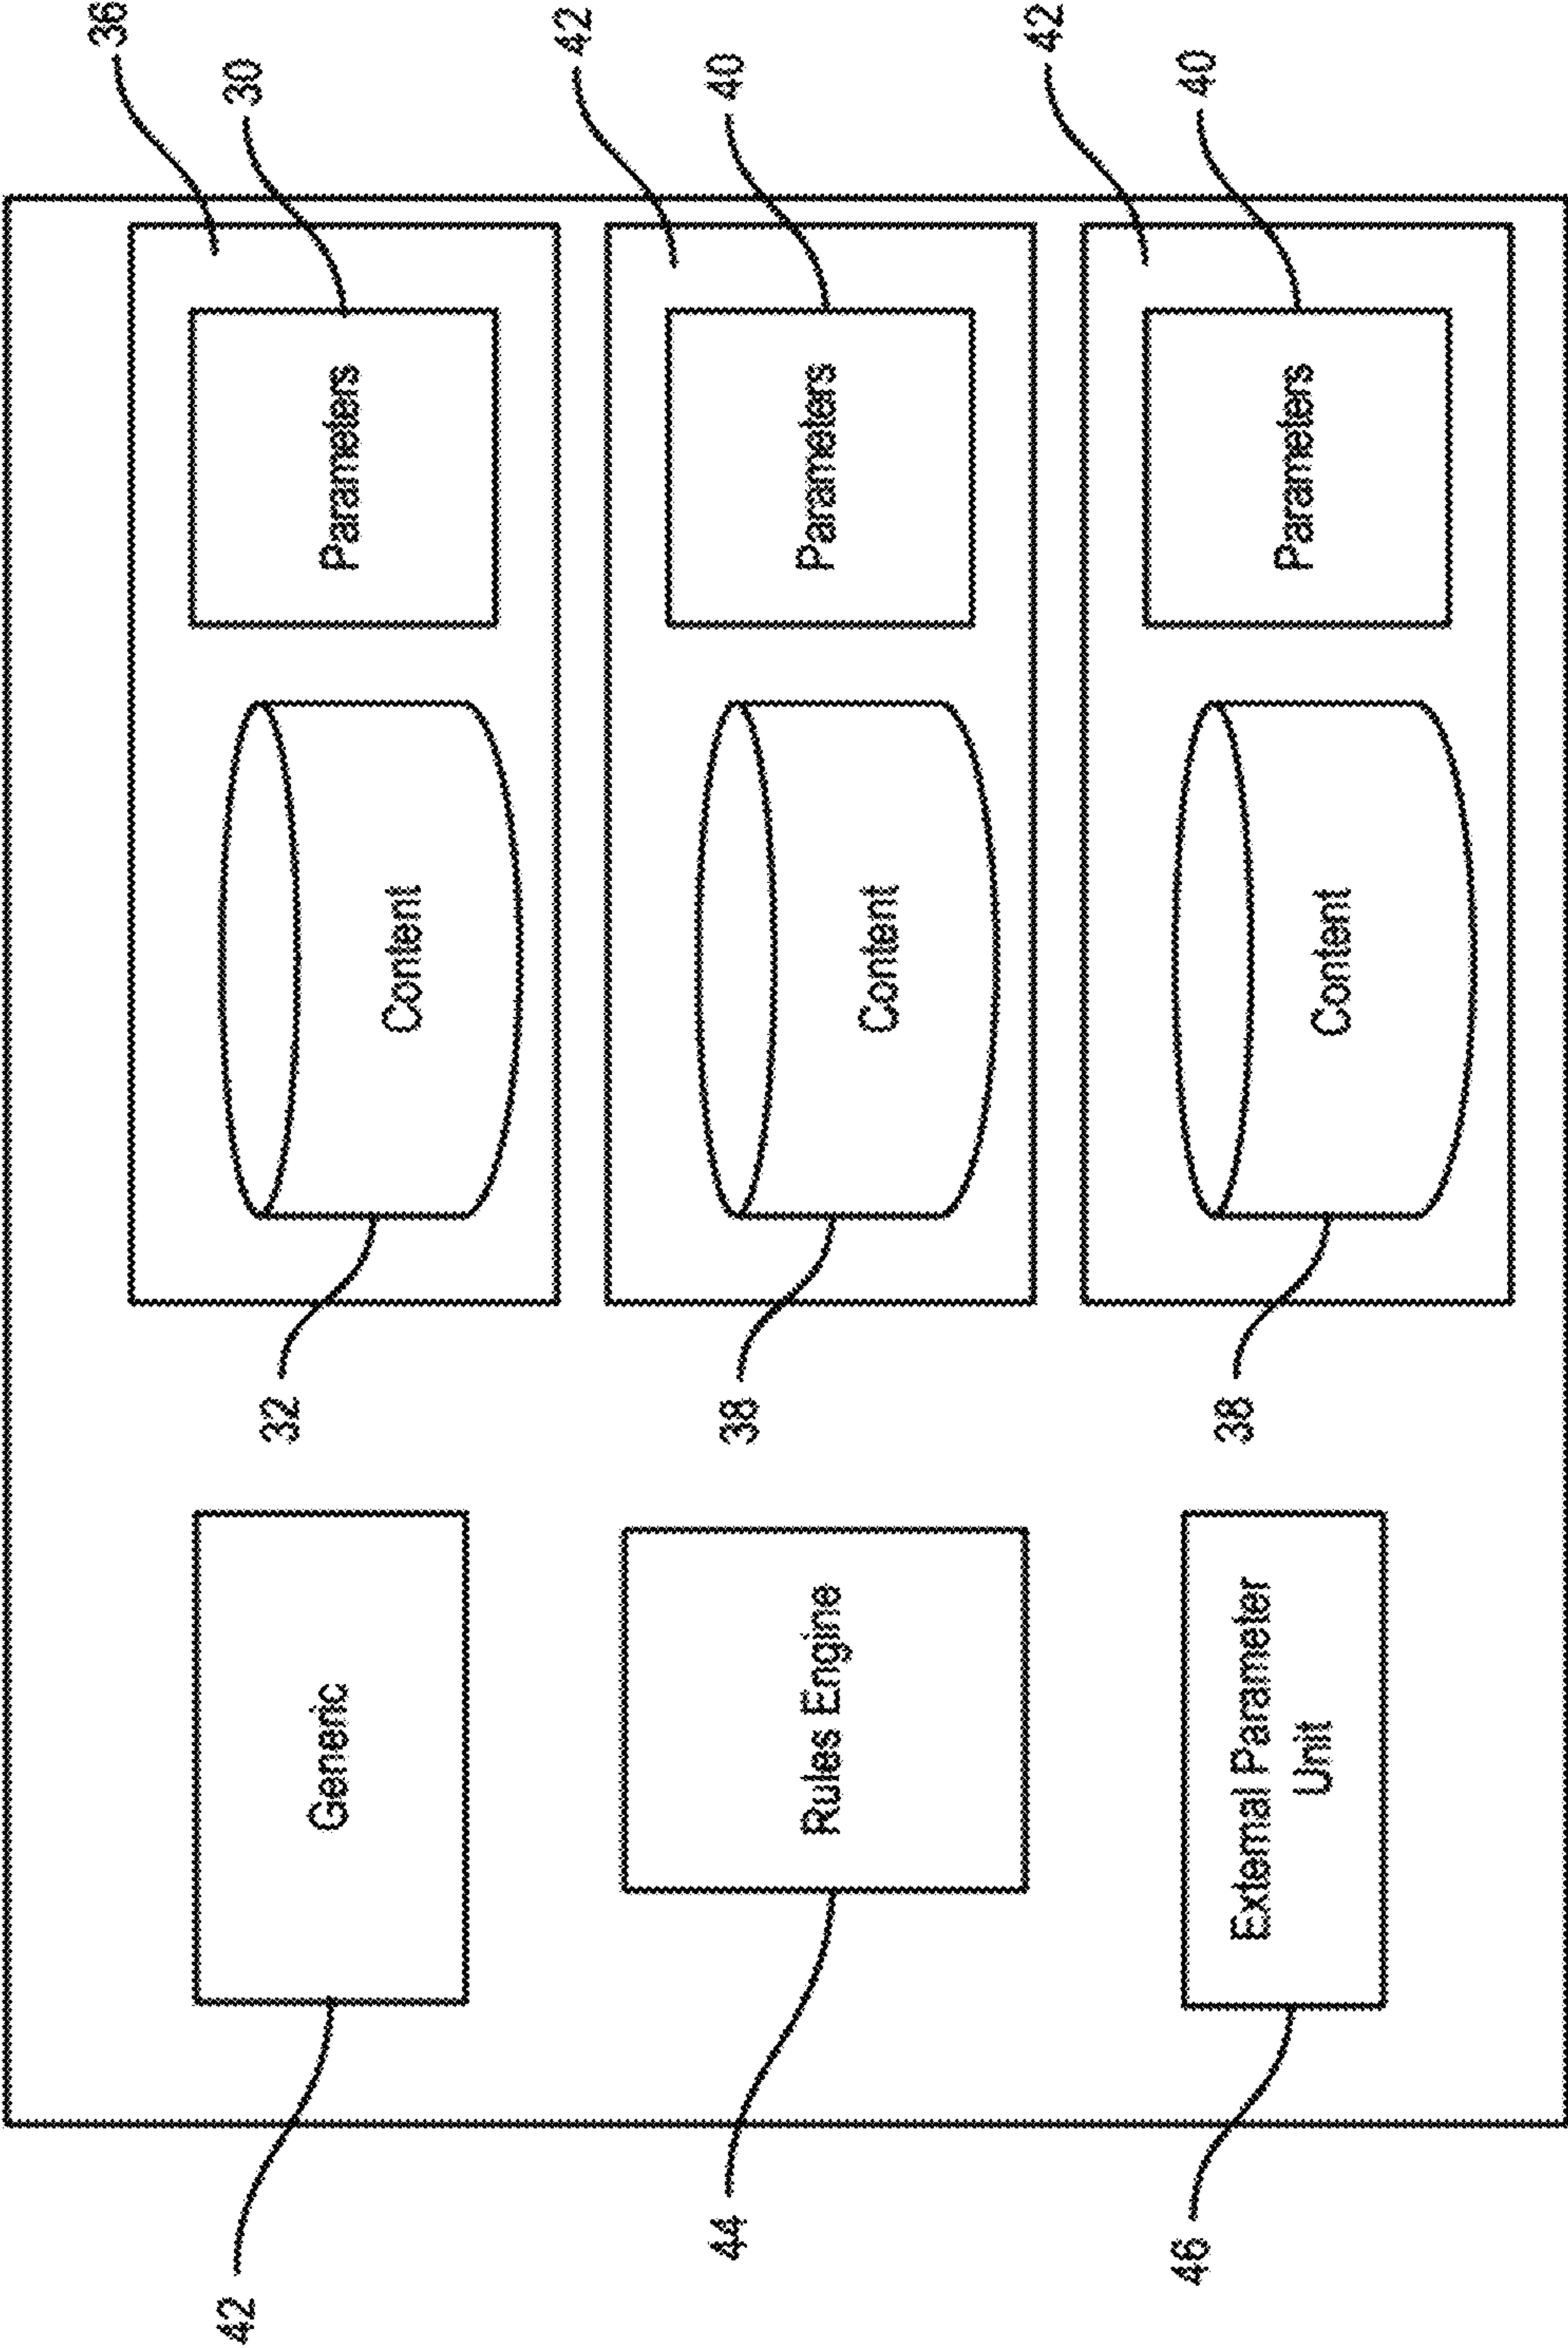 36
30
42
32
Generic
Content
Parameters
42
40
44
38
Rules Engine
Content
Parameters
42
40
46
38
External Parameter
Unit
Content
Parameters